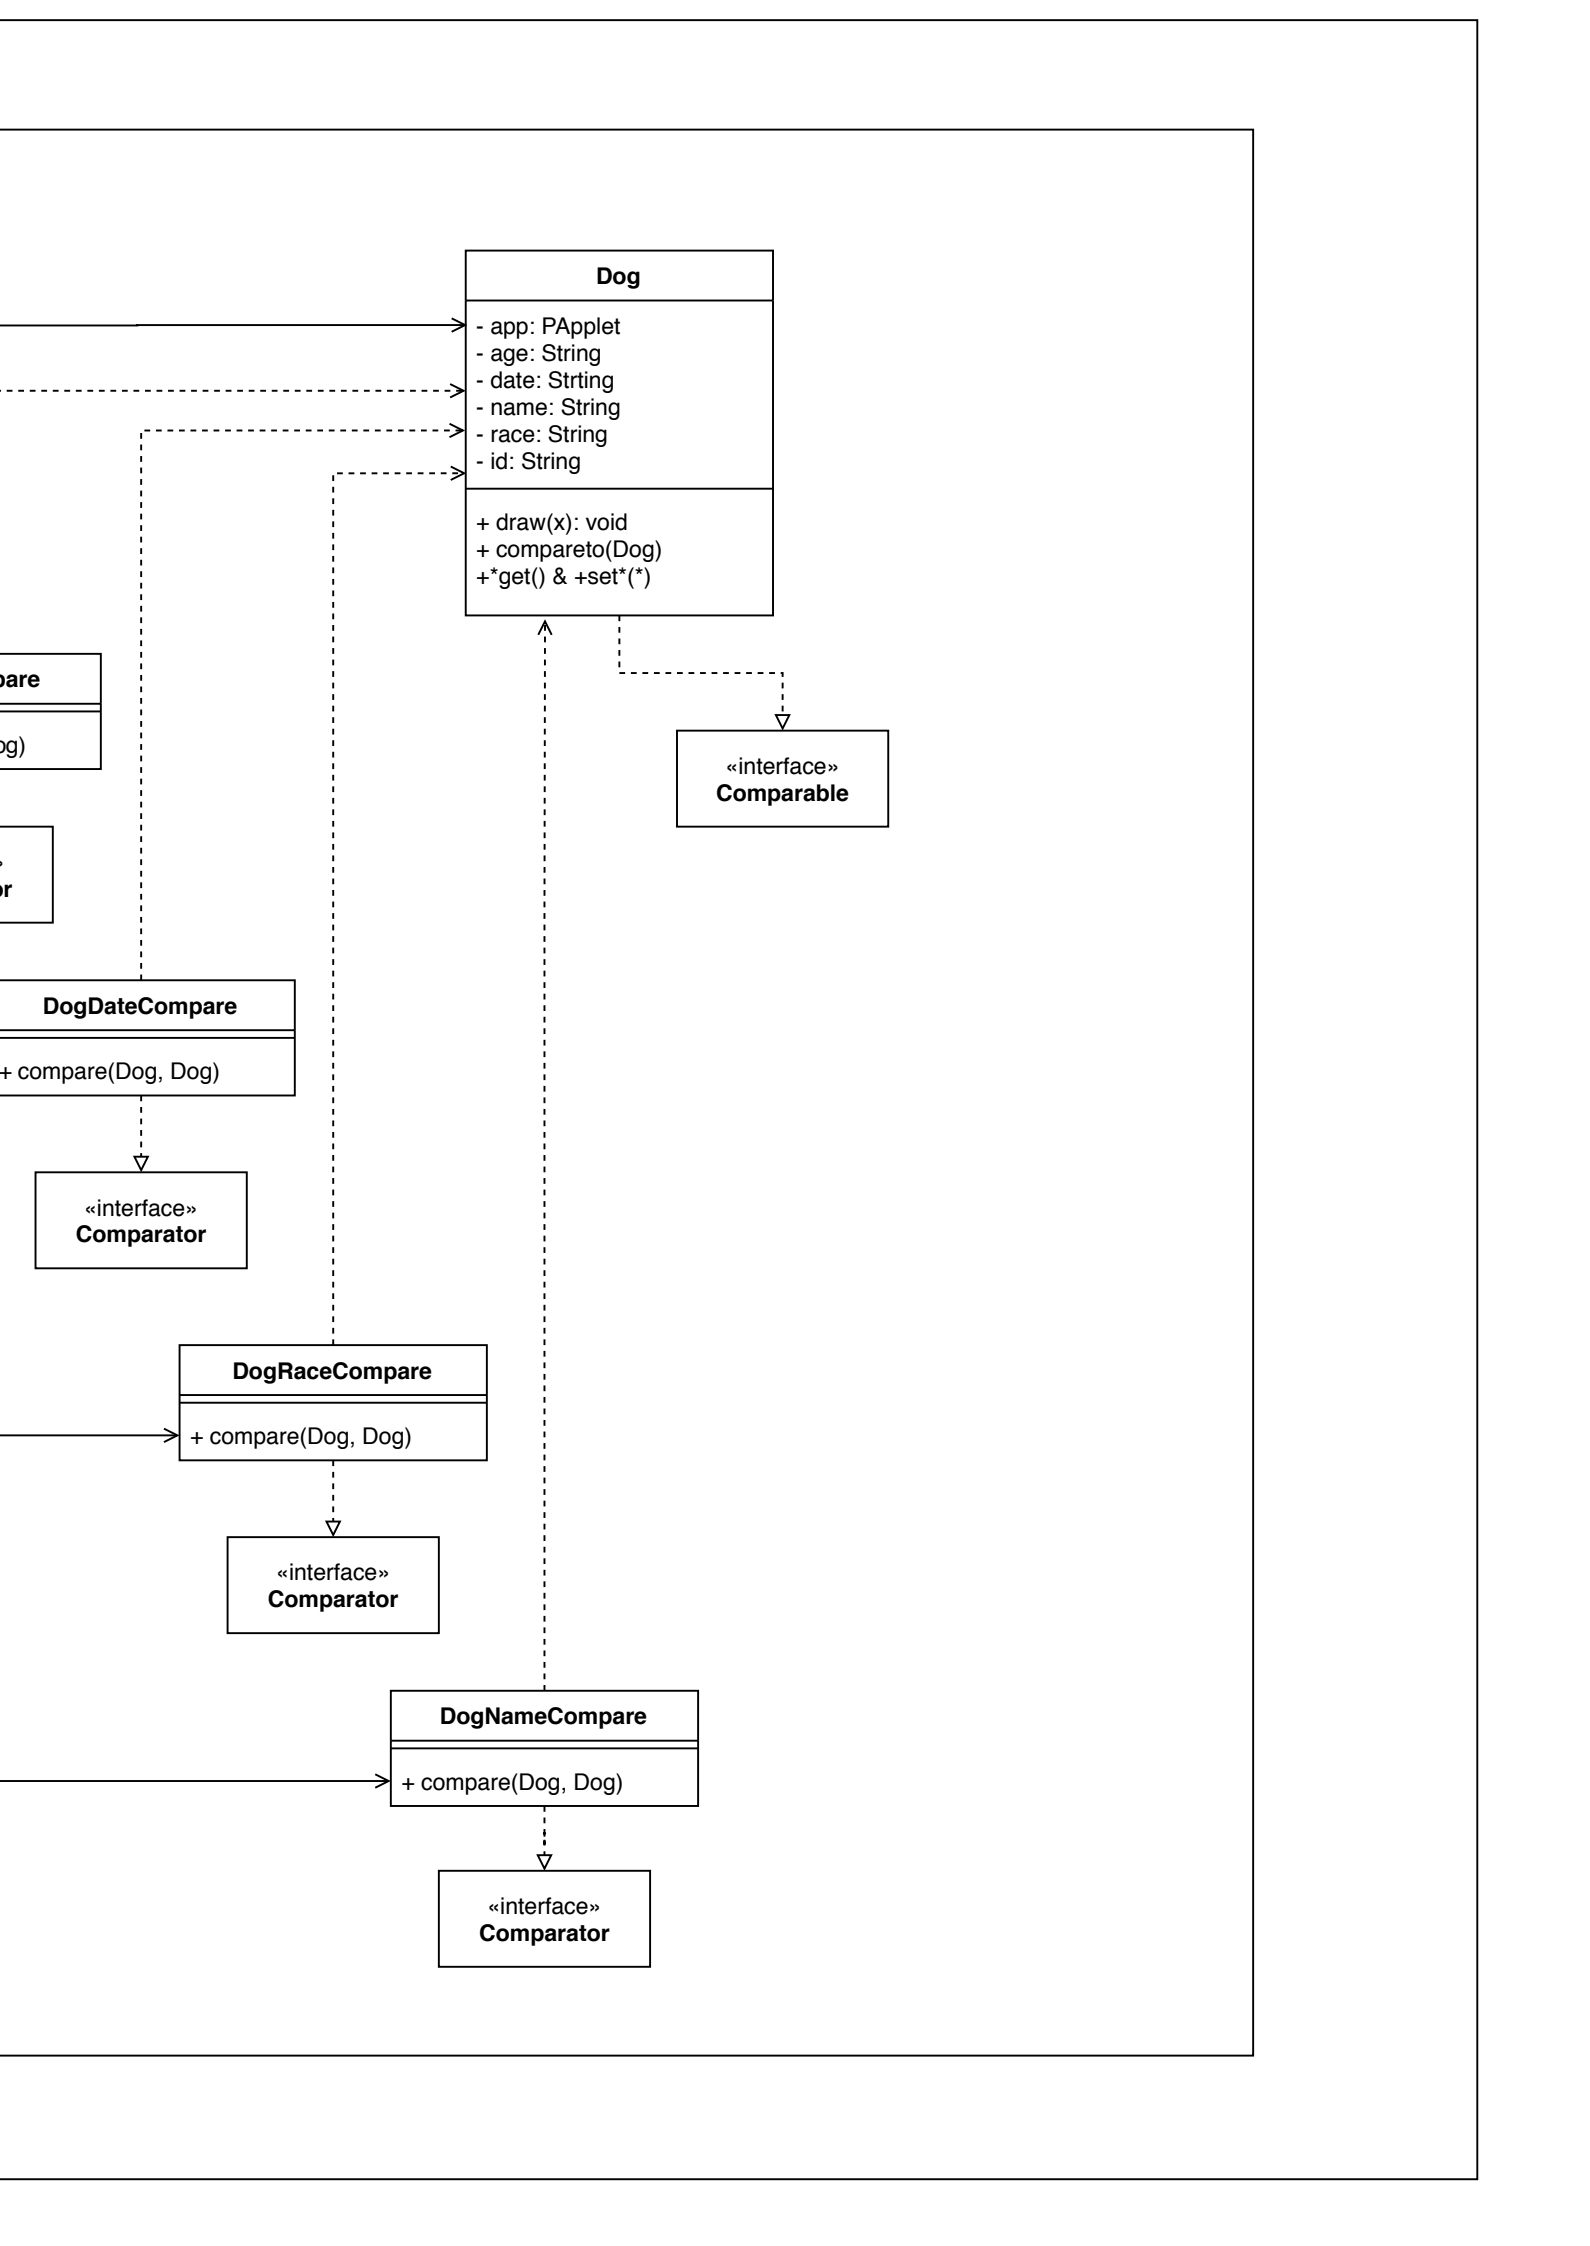 Dog
- app: PApplet
- age: String
- date: Strting
- name: String
- race: String
- id: String
+ draw(x): void
+ compareto(Dog)
+*get() & +set*(*)
«interface»
Comparable
DogDateCompare
+ compare(Dog, Dog)
«interface»
Comparator
DogRaceCompare
+ compare(Dog, Dog)
«interface»
Comparator
DogNameCompare
+ compare(Dog, Dog)
«interface»
Comparator